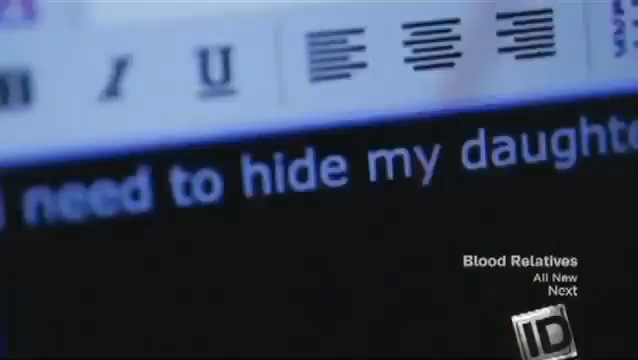 B I U
i need to hide my daughte
Blood Relatives
All New
Next
ID